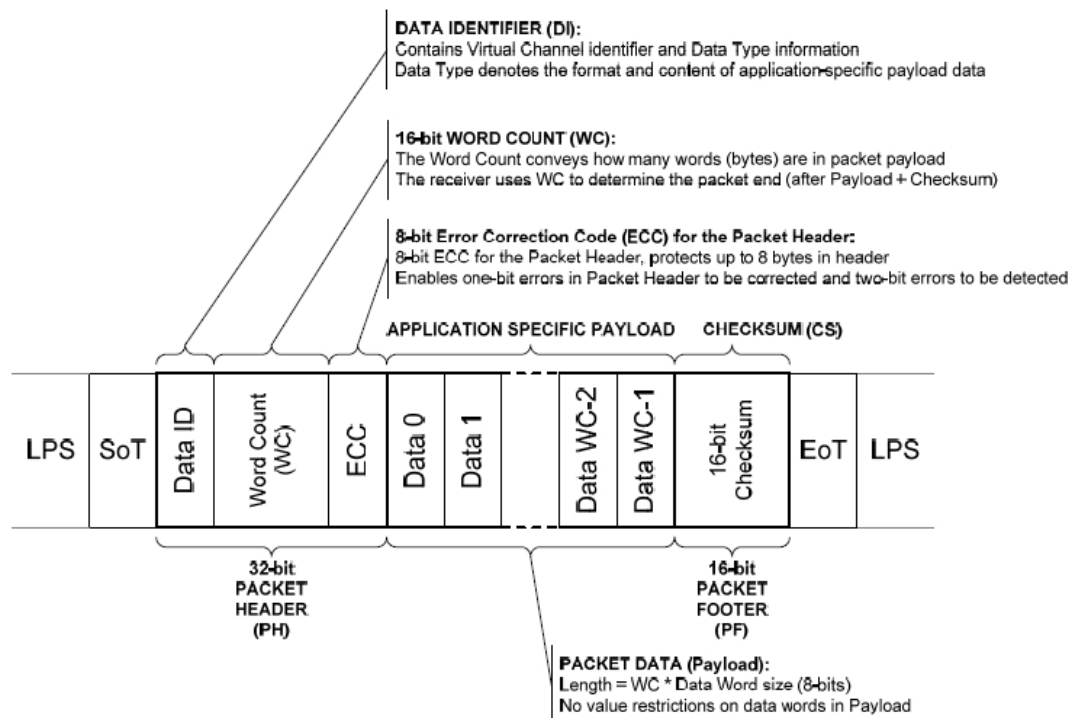 DATA IDENTIFIER (DI):
Contains Virtual Channel identifier and Data Type information
Data Type denotes the format and content of application-specific payload data
16-bit WORD COUNT (WC):
The Word Count conveys how many words (bytes) are in packet payload
The receiver uses WC to determine the packet end (after Payload + Checksum)
8-bit Error Correction Code (ECC) for the Packet Header:
8-bit ECC for the Packet Header, protects up to 8 bytes in header
Enables one-bit errors in Packet Header to be corrected and two-bit errors to be detected
APPLICATION SPECIFIC PAYLOAD
CHECKSUM (CS)
LPS
SoT
Data ID
Word Count
(WC)
ECC
Data 0
Data 1
Data WC-2
Data WC-1
16-bit
Checksum
EoT
LPS
32-bit
PACKET
HEADER
(PH)
16-bit
PACKET
FOOTER
(PF)
PACKET DATA (Payload):
Length = WC * Data Word size (8-bits)
No value restrictions on data words in Payload